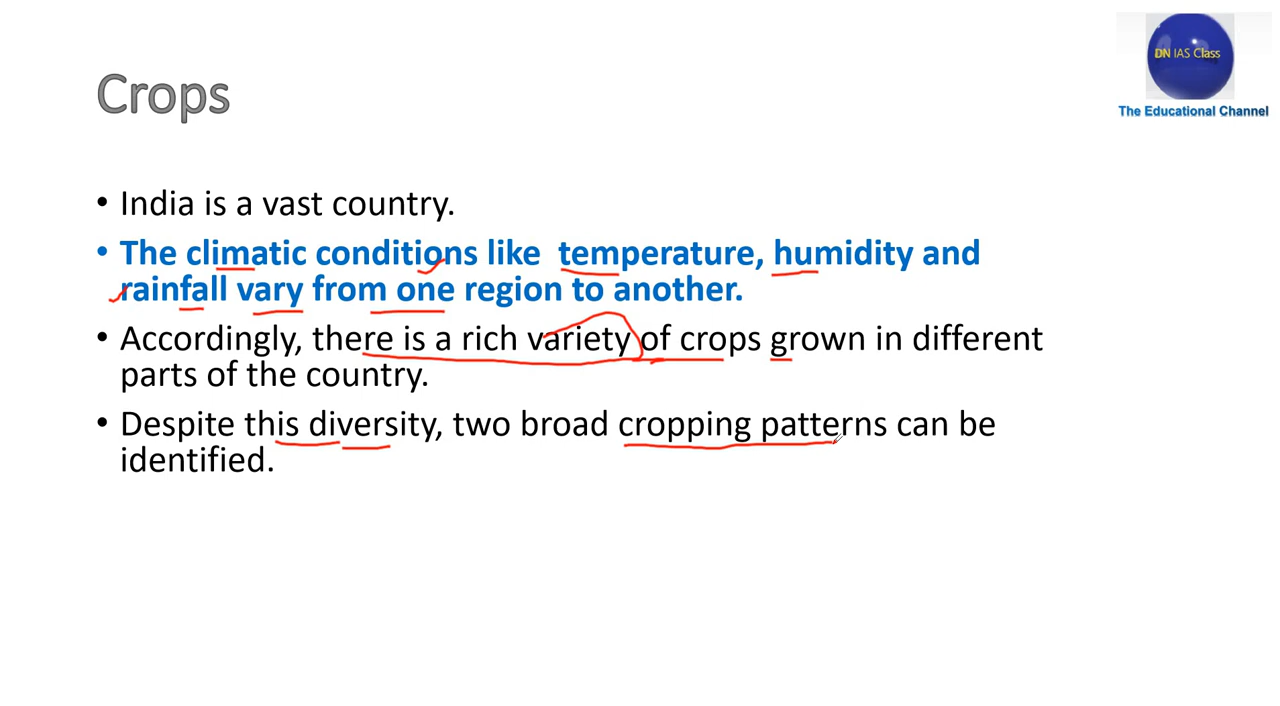 DN IAS Class
The Educational Channel
Crops
• India is a vast country.
• The climatic conditions like temperature, humidity and
rainfall vary from one region to another.
• Accordingly, there is a rich variety of crops grown in different
parts of the country.
• Despite this diversity, two broad cropping patterns can be
identified.